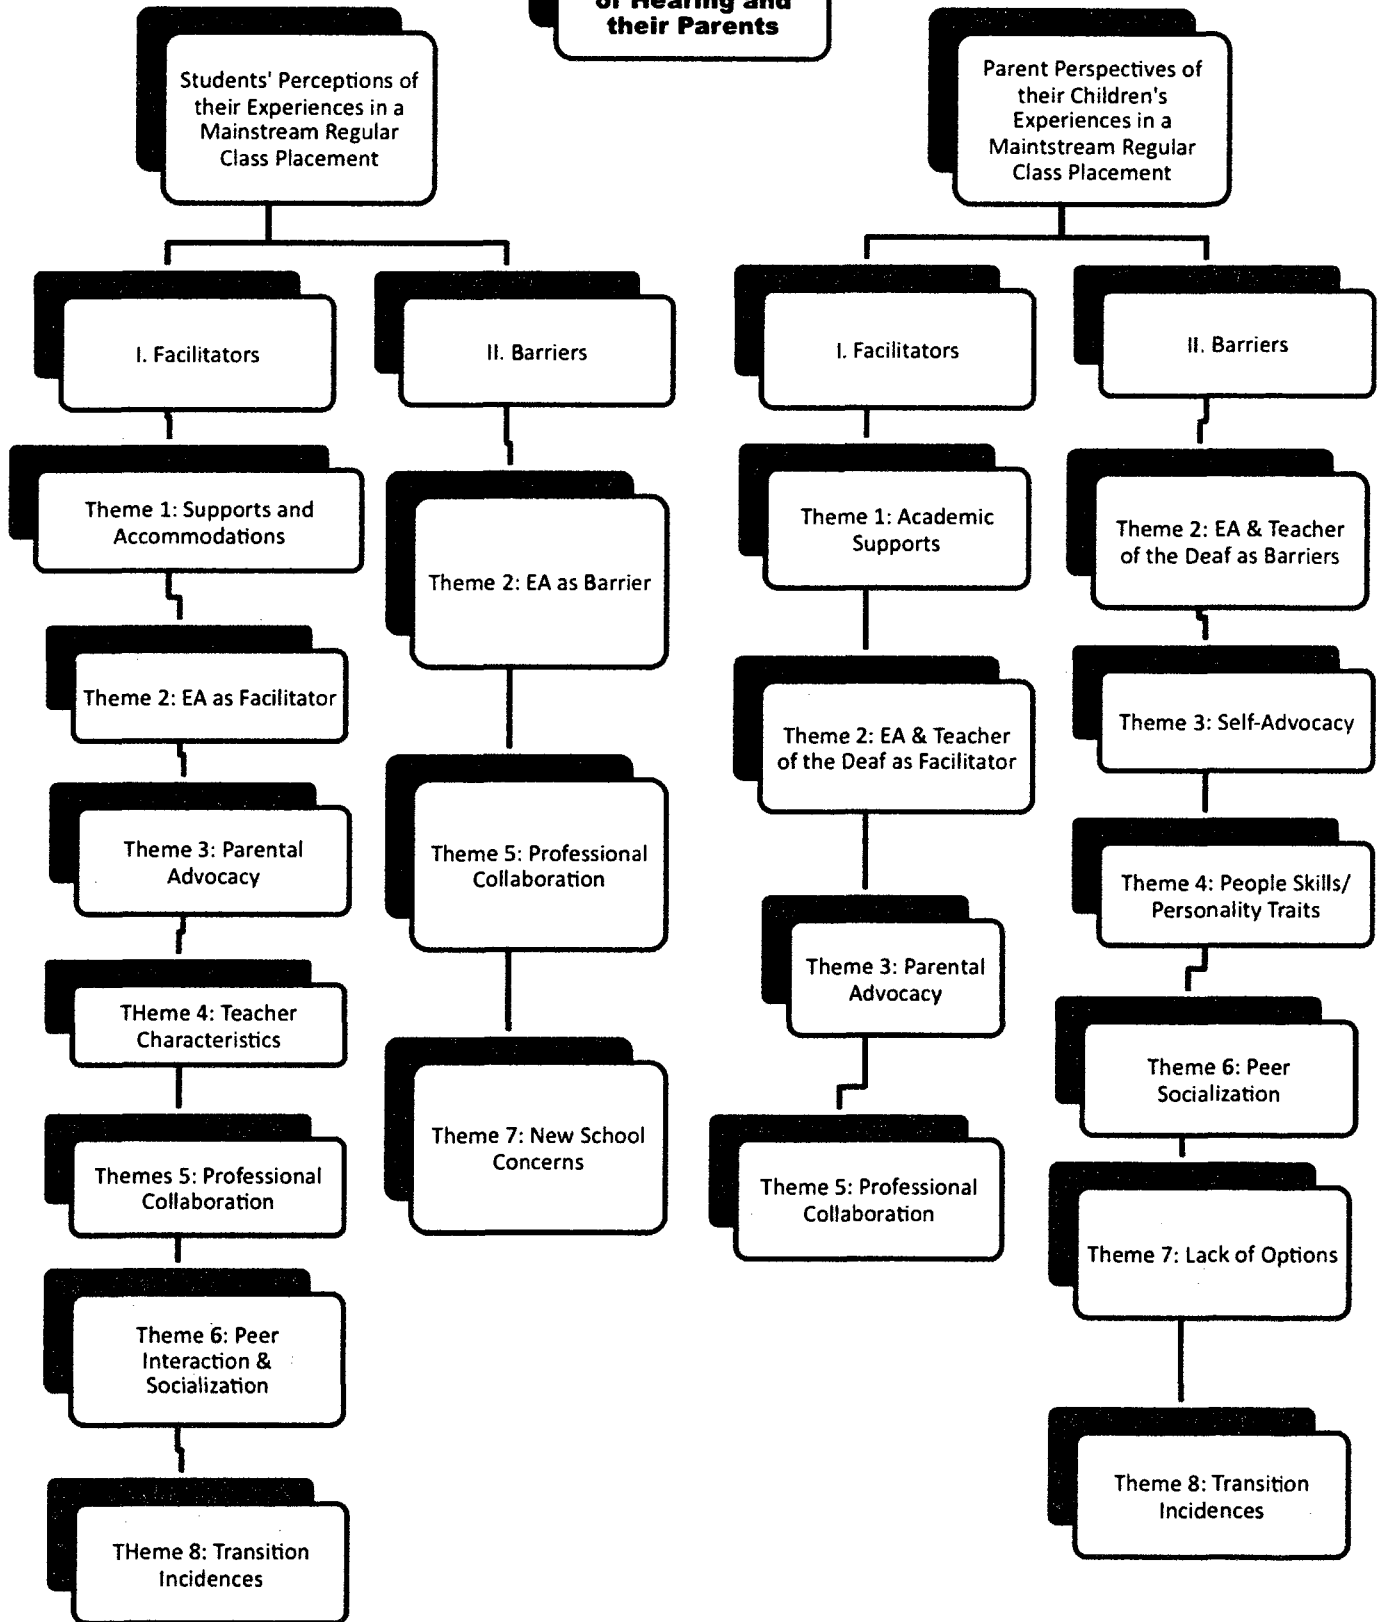 of Hearing and
their Parents
Students' Perceptions of
their Experiences in a
Mainstream Regular
Class Placement
Parent Perspectives of
their Children's
Experiences in a
Maintstream Regular
Class Placement
I. Facilitators
II. Barriers
I. Facilitators
II. Barriers
Theme 1: Supports and
Accommodations
Theme 2: EA as Facilitator
Theme 3: Parental
Advocacy
THeme 4: Teacher
Characteristics
Themes 5: Professional
Collaboration
Theme 6: Peer
Interaction &
Socialization
THeme 8: Transition
Incidences
Theme 2: EA as Barrier
Theme 5: Professional
Collaboration
Theme 7: New School
Concerns
Theme 1: Academic
Supports
Theme 2: EA & Teacher
of the Deaf as Facilitator
Theme 3: Parental
Advocacy
Theme 5: Professional
Collaboration
Theme 2: EA & Teacher
of the Deaf as Barriers
Theme 3: Self-Advocacy
Theme 4: People Skills/
Personality Traits
Theme 6: Peer
Socialization
Theme 7: Lack of Options
Theme 8: Transition
Incidences